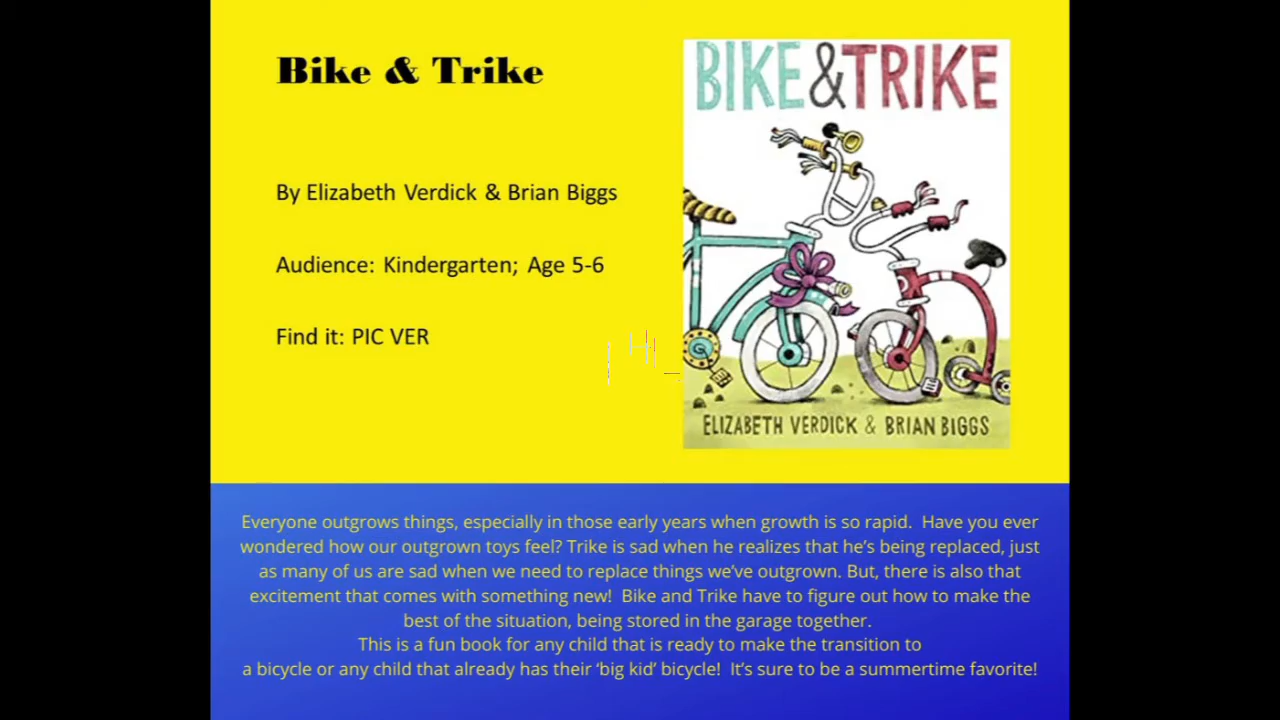 Bike & Trike
By Elizabeth Verdick & Brian Biggs
Audience: Kindergarten; Age 5-6
Find it: PIC VER
BIKE&TRIKE
ELIZABETH VERDICK & BRIAN BIGGS
Everyone outgrows things, especially in those early years when growth is so rapid. Have you ever
wondered how our outgrown toys feel? Trike is sad when he realizes that he's being replaced, just
as many of us are sad when we need to replace things we've outgrown. But, there is also that
excitement that comes with something new! Bike and Trike have to figure out how to make the
best of the situation, being stored in the garage together.
This is a fun book for any child that is ready to make the transition to
a bicycle or any child that already has their 'big kid' bicycle! It's sure to be a summertime favorite!